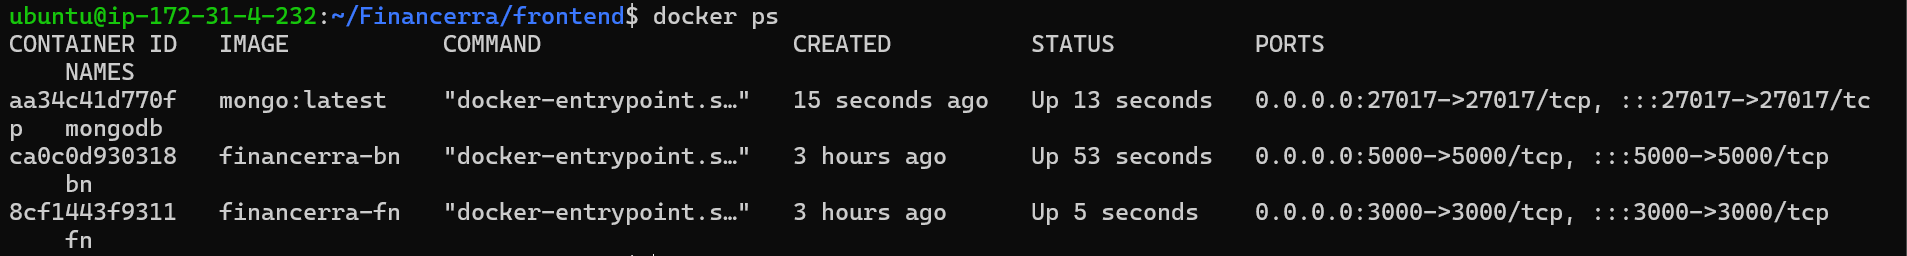 ubuntu@ip-172-31-4-232:~/Financerra/frontend$ docker ps
CONTAINER ID   IMAGE           COMMAND                  CREATED          STATUS          PORTS
    NAMES
aa34c41d770f   mongo:latest    "docker-entrypoint.s…"   15 seconds ago   Up 13 seconds   0.0.0.0:27017->27017/tcp, :::27017->27017/tc
p   mongodb
ca0c0d930318   financerra-bn   "docker-entrypoint.s…"   3 hours ago      Up 53 seconds   0.0.0.0:5000->5000/tcp, :::5000->5000/tcp
    bn
8cf1443f9311   financerra-fn   "docker-entrypoint.s…"   3 hours ago      Up 5 seconds    0.0.0.0:3000->3000/tcp, :::3000->3000/tcp
    fn